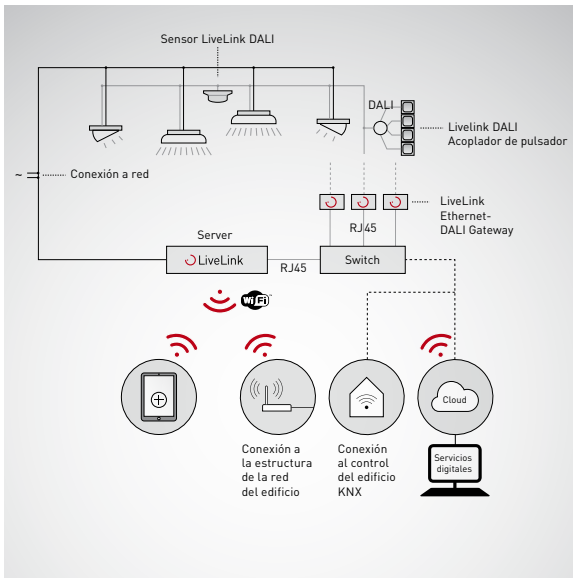 Sensor LiveLink DALI
DALI
Livelink DALI
Acoplador de pulsador
~
Conexión a red
LiveLink
Ethernet-
DALI Gateway
RJ45
Server
LiveLink
RJ45
Switch
WiFi
Cloud
Conexión a
la estructura
de la red
del edificio
Conexión
al control
del edificio
KNX
Servicios
digitales